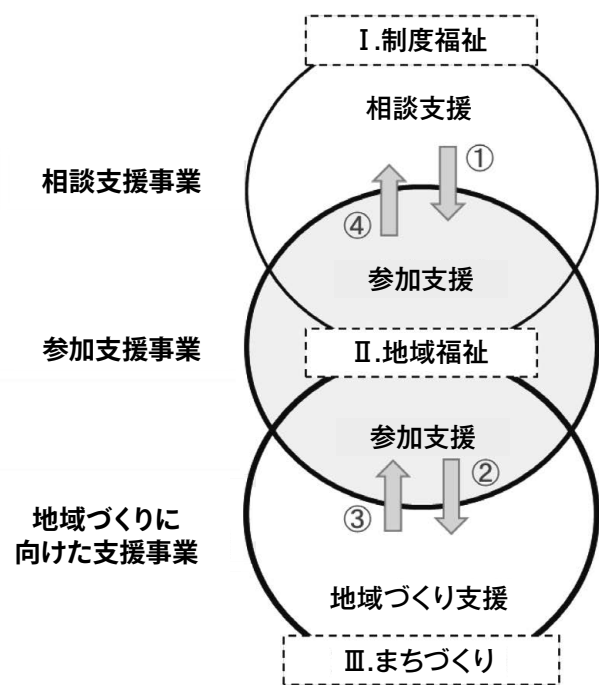 Ⅰ.制度福祉
相談支援
①
相談支援事業
④
参加支援
参加支援事業
Ⅱ.地域福祉
参加支援
②
③
地域づくりに
向けた支援事業
地域づくり支援
Ⅲ.まちづくり